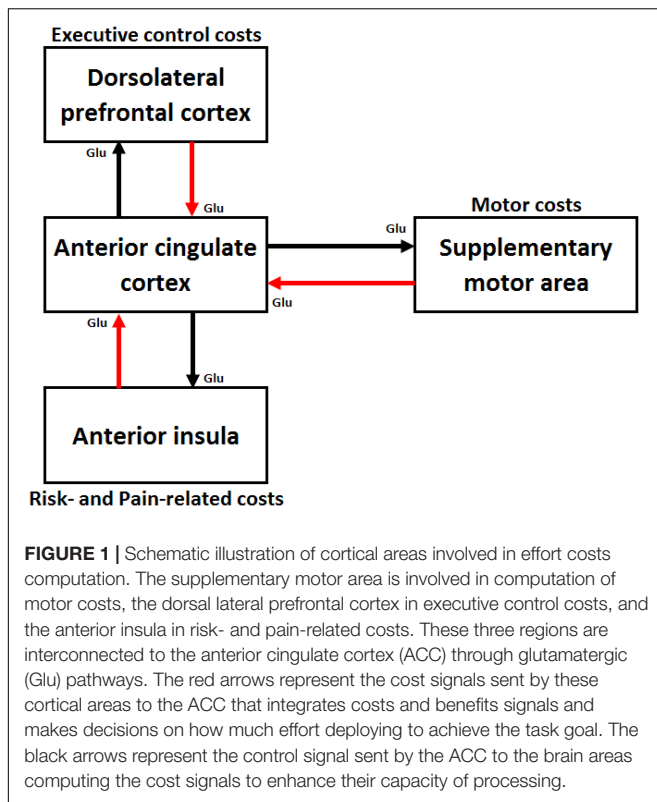 Executive control costs
Dorsolateral
prefrontal cortex
Glu
Glu
Motor costs
Glu
Anterior cingulate
cortex
Supplementary
motor area
Glu
Glu
Glu
Anterior insula
Risk- and Pain-related costs
FIGURE 1 | Schematic illustration of cortical areas involved in effort costs
computation. The supplementary motor area is involved in computation of
motor costs, the dorsal lateral prefrontal cortex in executive control costs, and
the anterior insula in risk- and pain-related costs. These three regions are
interconnected to the anterior cingulate cortex (ACC) through glutamatergic
(Glu) pathways. The red arrows represent the cost signals sent by these
cortical areas to the ACC that integrates costs and benefits signals and
makes decisions on how much effort deploying to achieve the task goal. The
black arrows represent the control signal sent by the ACC to the brain areas
computing the cost signals to enhance their capacity of processing.